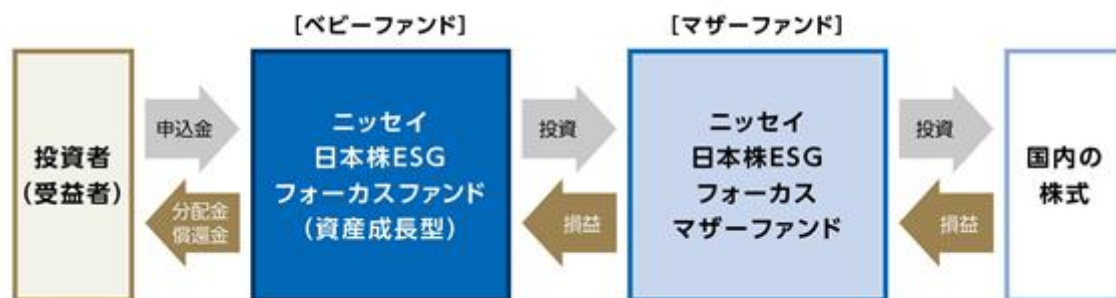 [ベビーファンド]
[マザーファンド]
投資者
(受益者)
申込金
分配金
償還金
ニッセイ
日本株ESG
フォーカスファンド
(資産成長型)
投資
損益
ニッセイ
日本株ESG
フォーカス
マザーファンド
投資
損益
国内の
株式